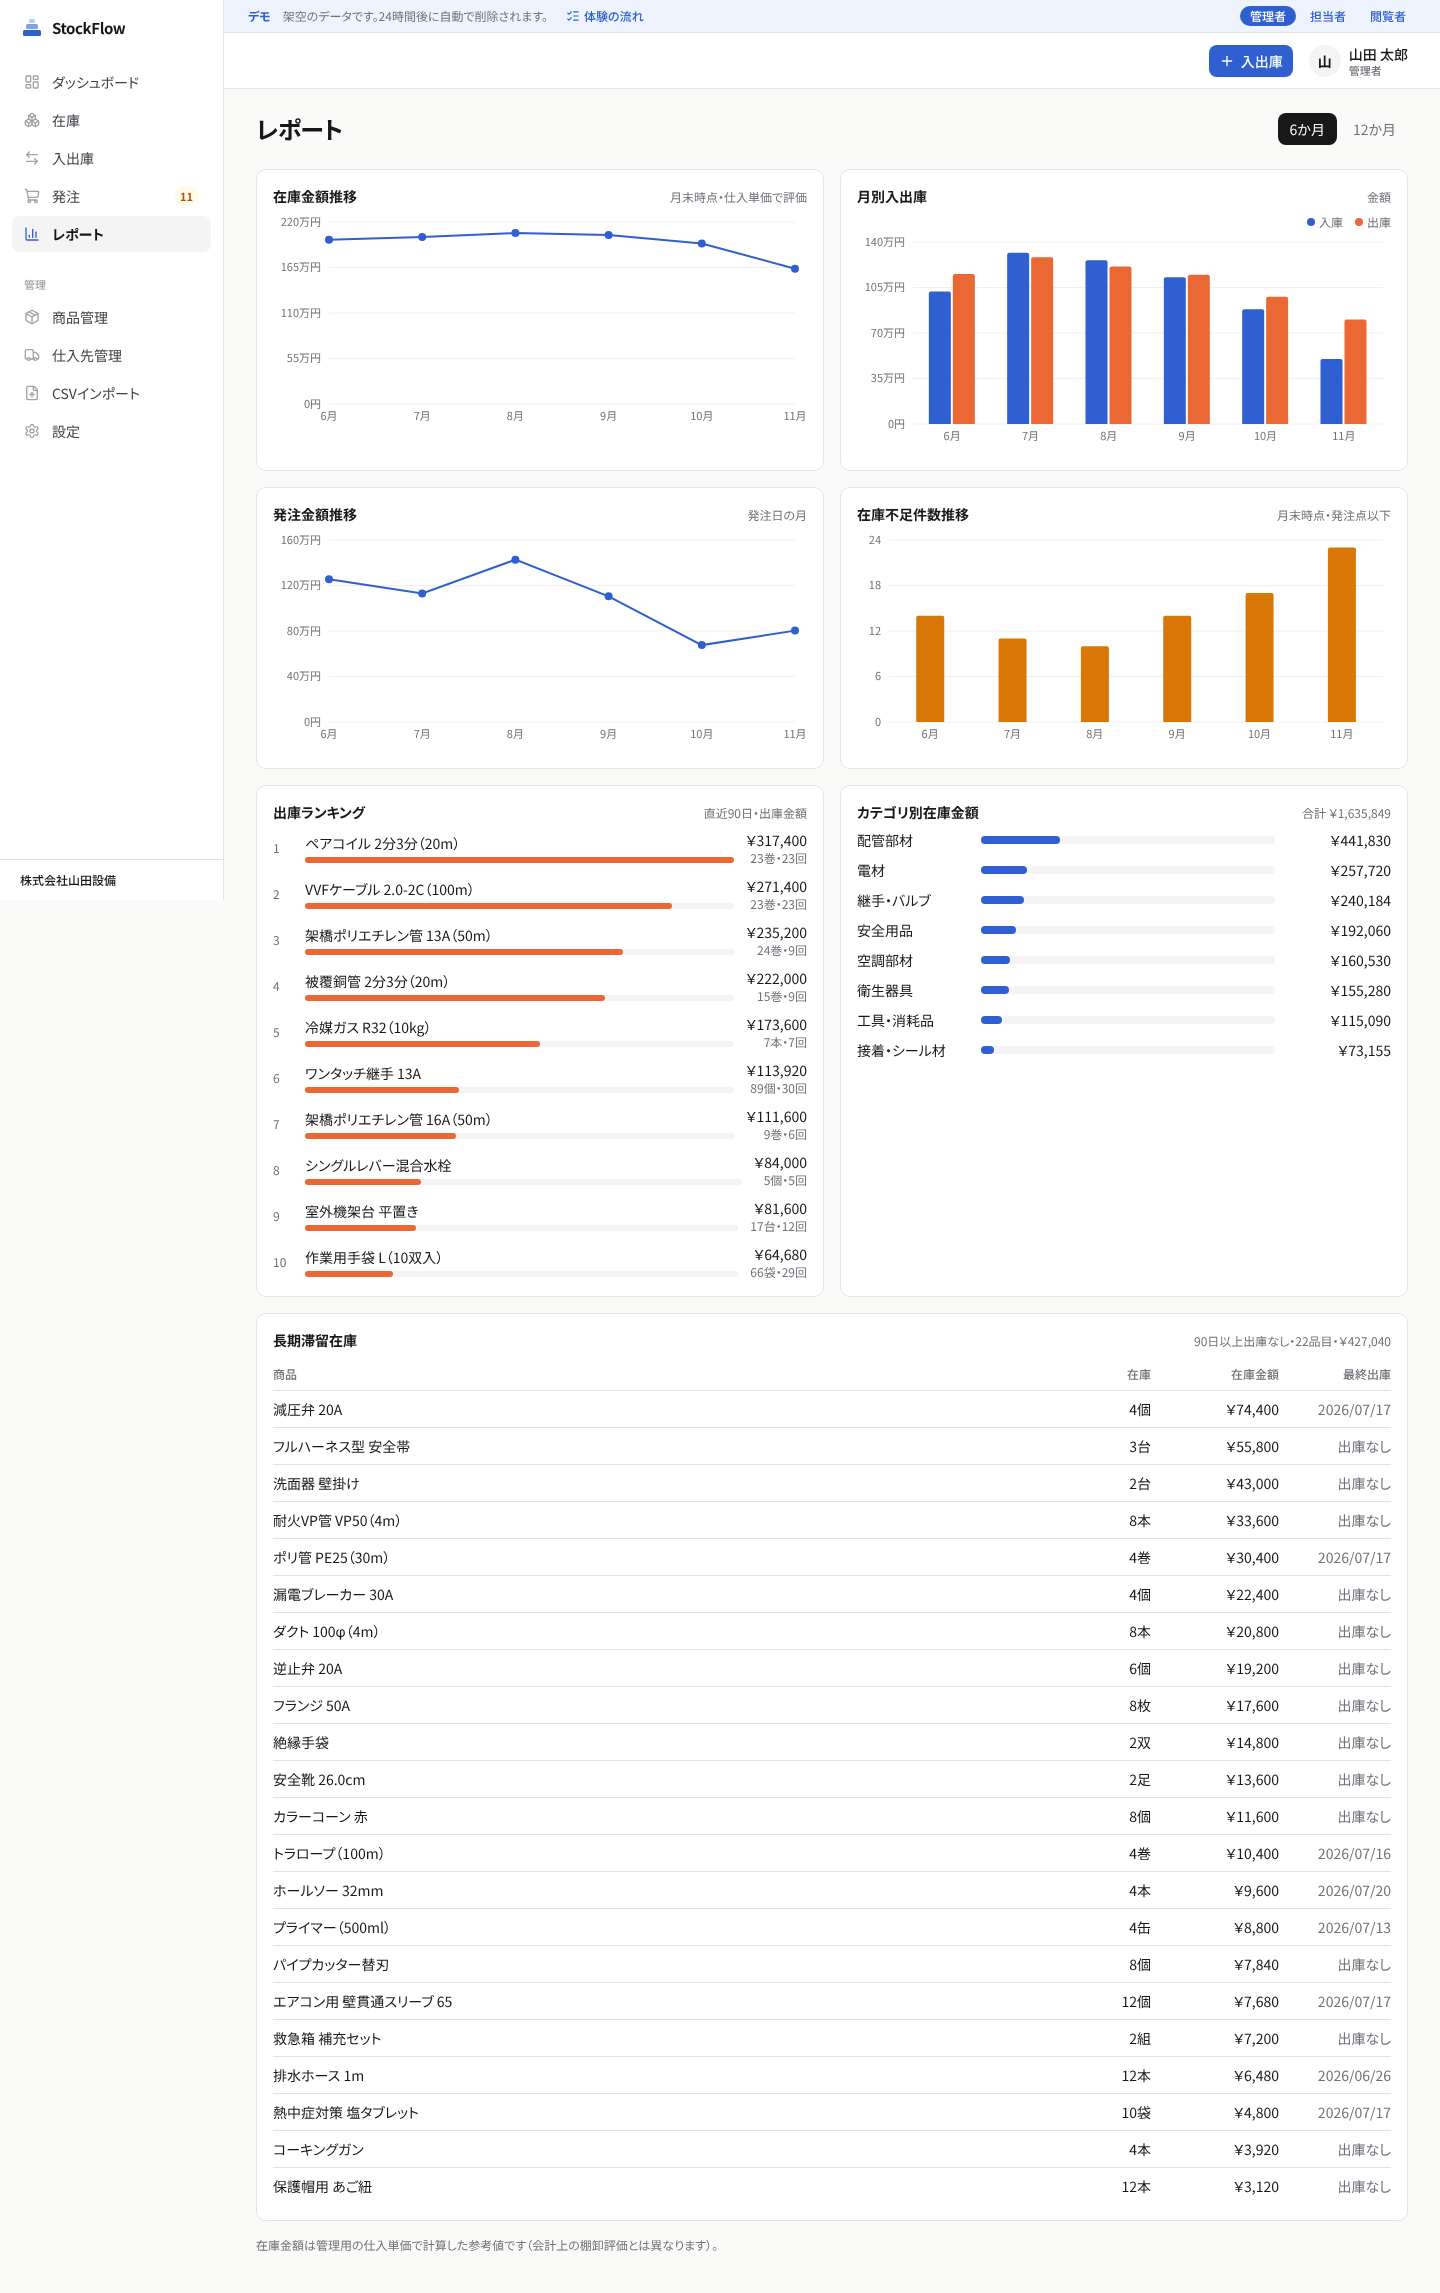 StockFlow
ダッシュボード
在庫
入出庫
発注 11
レポート
管理
商品管理
仕入先管理
CSVインポート
設定
株式会社山田設備
デモ 架空のデータです。24時間後に自動で削除されます。 体験の流れ 管理者 担当者 閲覧者
入出庫 山 山田 太郎
管理者
レポート 6か月 12か月
在庫金額推移 月末時点・仕入単価で評価
220万円
165万円
110万円
55万円
0円
6月 7月 8月 9月 10月 11月
月別入出庫 金額
入庫 出庫
140万円
105万円
70万円
35万円
0円
6月 7月 8月 9月 10月 11月
発注金額推移 発注日の月
160万円
120万円
80万円
40万円
0円
6月 7月 8月 9月 10月 11月
在庫不足件数推移 月末時点・発注点以下
24
18
12
6
0
6月 7月 8月 9月 10月 11月
出庫ランキング 直近90日・出庫金額
1 ペアコイル 2分3分（20m） ¥317,400
23巻・23回
2 VVFケーブル 2.0-2C（100m） ¥271,400
23巻・23回
3 架橋ポリエチレン管 13A（50m） ¥235,200
24巻・9回
4 被覆銅管 2分3分（20m） ¥222,000
15巻・9回
5 冷媒ガス R32（10kg） ¥173,600
7本・7回
6 ワンタッチ継手 13A ¥113,920
89個・30回
7 架橋ポリエチレン管 16A（50m） ¥111,600
9巻・6回
8 シングルレバー混合水栓 ¥84,000
5個・5回
9 室外機架台 平置き ¥81,600
17台・12回
10 作業用手袋 L（10双入） ¥64,680
66袋・29回
カテゴリ別在庫金額 合計 ¥1,635,849
配管部材 ¥441,830
電材 ¥257,720
継手・バルブ ¥240,184
安全用品 ¥192,060
空調部材 ¥160,530
衛生器具 ¥155,280
工具・消耗品 ¥115,090
接着・シール材 ¥73,155
長期滞留在庫 90日以上出庫なし・22品目・¥427,040
商品 在庫 在庫金額 最終出庫
減圧弁 20A 4個 ¥74,400 2026/07/17
フルハーネス型 安全帯 3台 ¥55,800 出庫なし
洗面器 壁掛け 2台 ¥43,000 出庫なし
耐火VP管 VP50（4m） 8本 ¥33,600 出庫なし
ポリ管 PE25（30m） 4巻 ¥30,400 2026/07/17
漏電ブレーカー 30A 4個 ¥22,400 出庫なし
ダクト 100φ（4m） 8本 ¥20,800 出庫なし
逆止弁 20A 6個 ¥19,200 出庫なし
フランジ 50A 8枚 ¥17,600 出庫なし
絶縁手袋 2双 ¥14,800 出庫なし
安全靴 26.0cm 2足 ¥13,600 出庫なし
カラーコーン 赤 8個 ¥11,600 出庫なし
トラロープ（100m） 4巻 ¥10,400 2026/07/16
ホールソー 32mm 4本 ¥9,600 2026/07/20
プライマー（500ml） 4缶 ¥8,800 2026/07/13
パイプカッター替刃 8個 ¥7,840 出庫なし
エアコン用 壁貫通スリーブ 65 12個 ¥7,680 2026/07/17
救急箱 補充セット 2組 ¥7,200 出庫なし
排水ホース 1m 12本 ¥6,480 2026/06/26
熱中症対策 塩タブレット 10袋 ¥4,800 2026/07/17
コーキングガン 4本 ¥3,920 出庫なし
保護帽用 あご紐 12本 ¥3,120 出庫なし
在庫金額は管理用の仕入単価で計算した参考値です（会計上の棚卸評価とは異なります）。